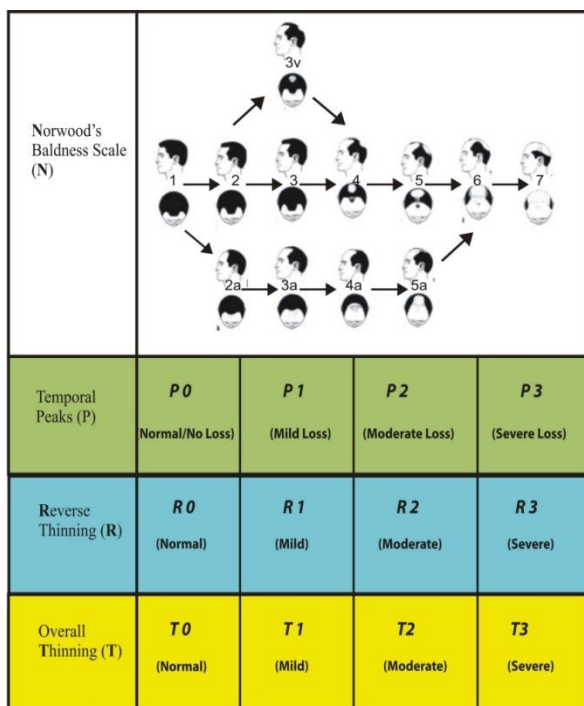 Norwood's
Baldness Scale
(N)
3v
1 2 3 4 5 6 7
2a 3a 4a 5a
Temporal
Peaks (P)
P 0 P 1 P 2 P 3
(Normal/No Loss) (Mild Loss) (Moderate Loss) (Severe Loss)
Reverse
Thinning (R)
R 0 R 1 R 2 R 3
(Normal) (Mild) (Moderate) (Severe)
Overall
Thinning (T)
T 0 T 1 T2 T3
(Normal) (Mild) (Moderate) (Severe)